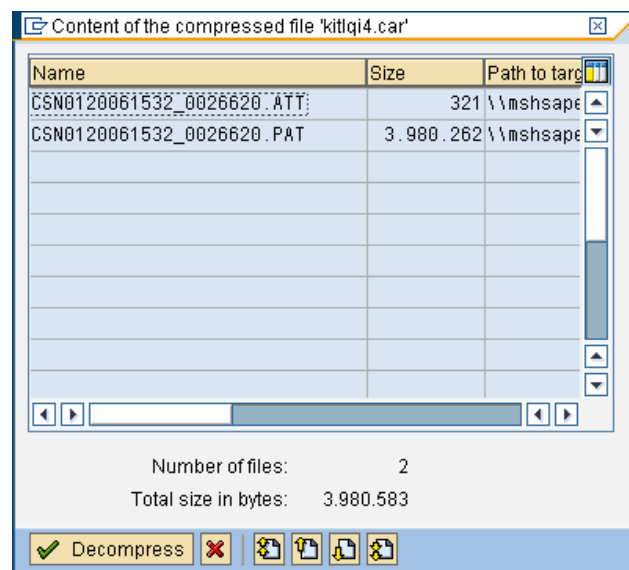 Content of the compressed file 'kitlqi4.car'
Name Size Path to targ
CSN0120061532_0026620.ATT 321 \\mshsape
CSN0120061532_0026620.PAT 3.980.262 \\mshsape
Number of files: 2
Total size in bytes: 3.980.583
Decompress